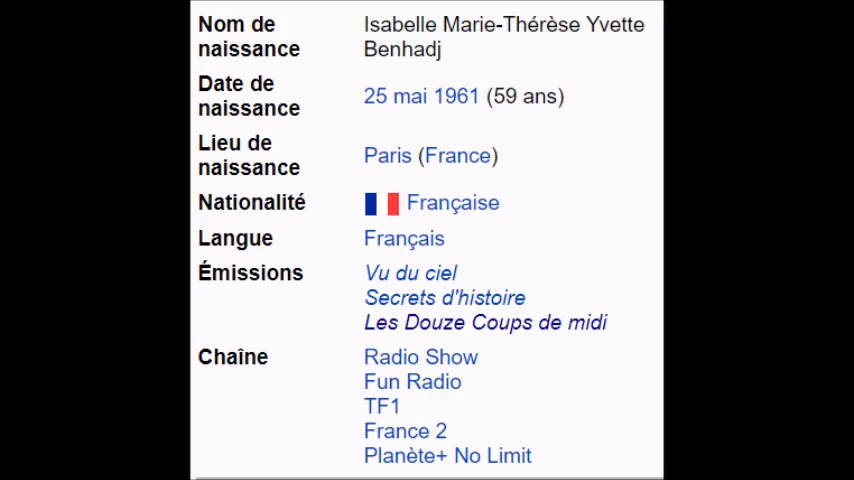 Nom de naissance Isabelle Marie-Thérèse Yvette Benhadj
Date de naissance 25 mai 1961 (59 ans)
Lieu de naissance Paris (France)
Nationalité Française
Langue Français
Émissions Vu du ciel
Secrets d'histoire
Les Douze Coups de midi
Chaîne Radio Show
Fun Radio
TF1
France 2
Planète+ No Limit